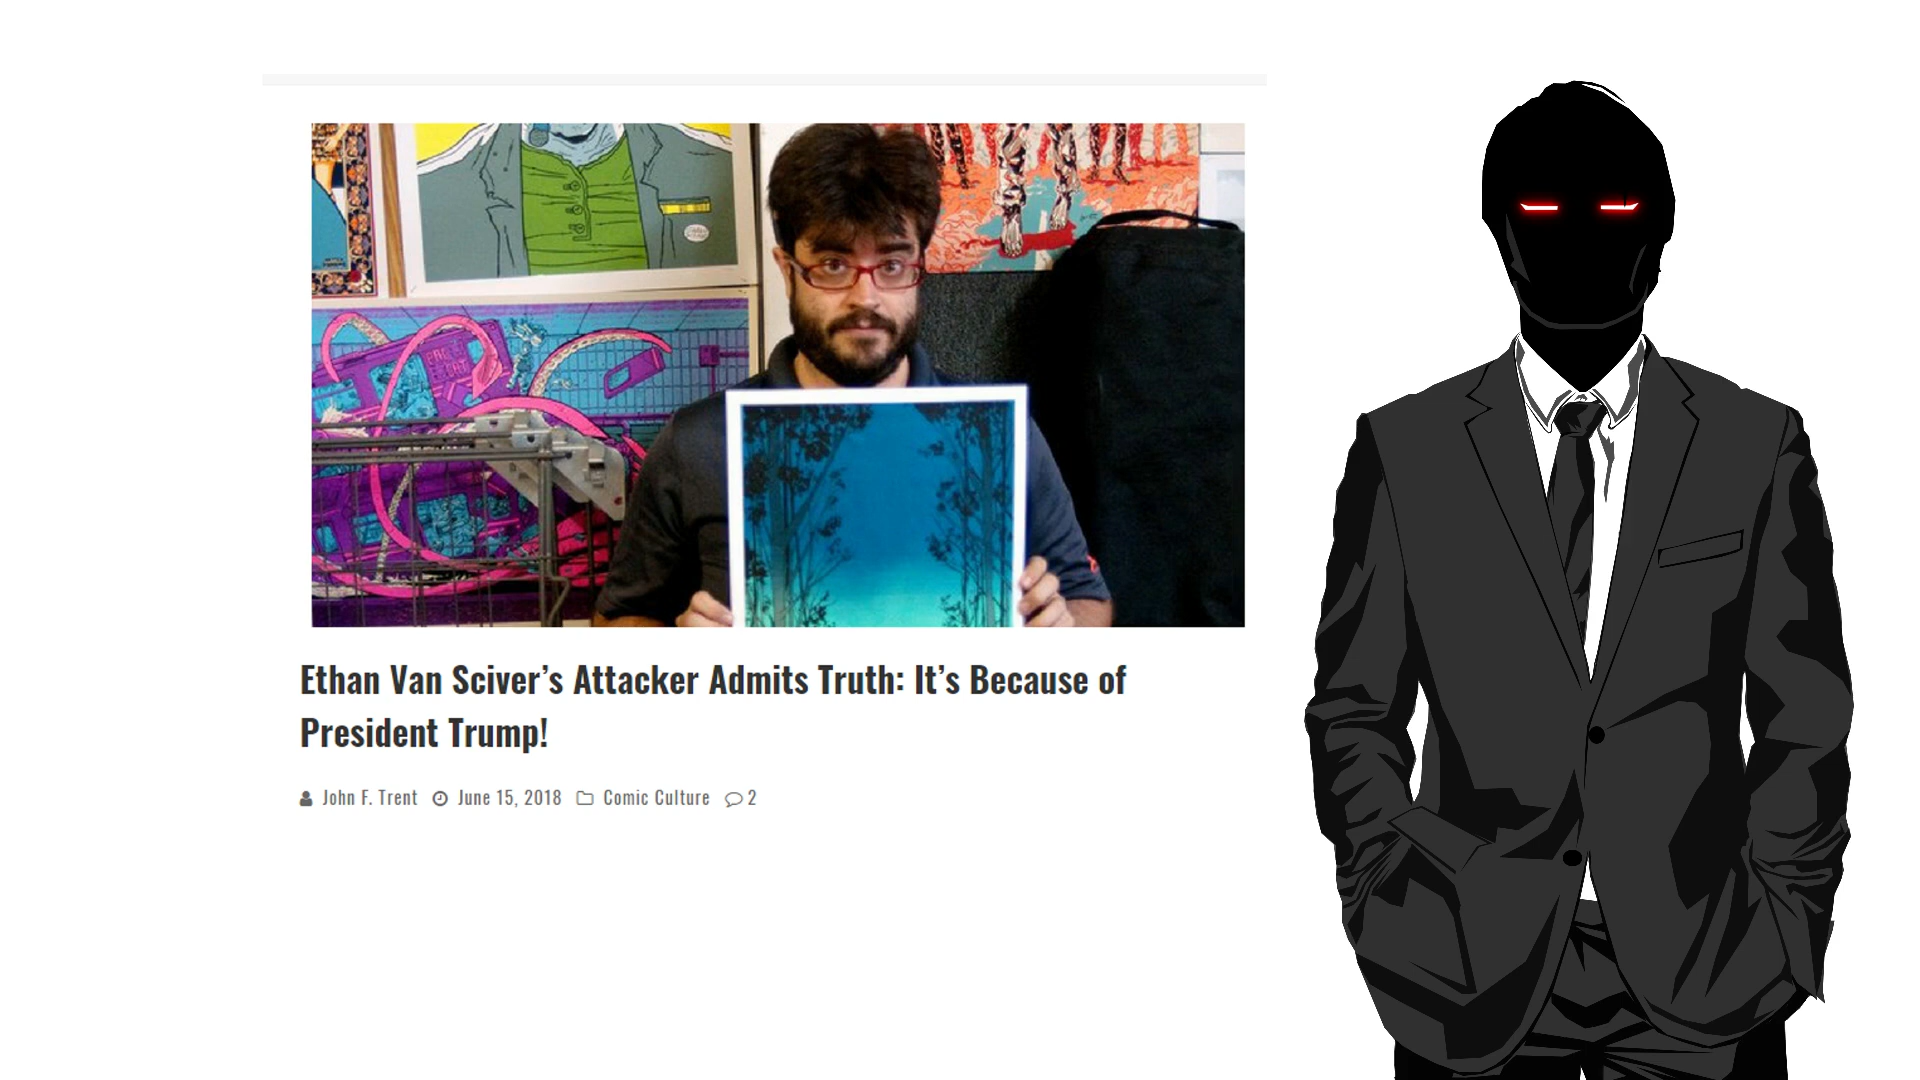 Ethan Van Sciver’s Attacker Admits Truth: It’s Because of
President Trump!
John F. Trent June 15, 2018 Comic Culture 2